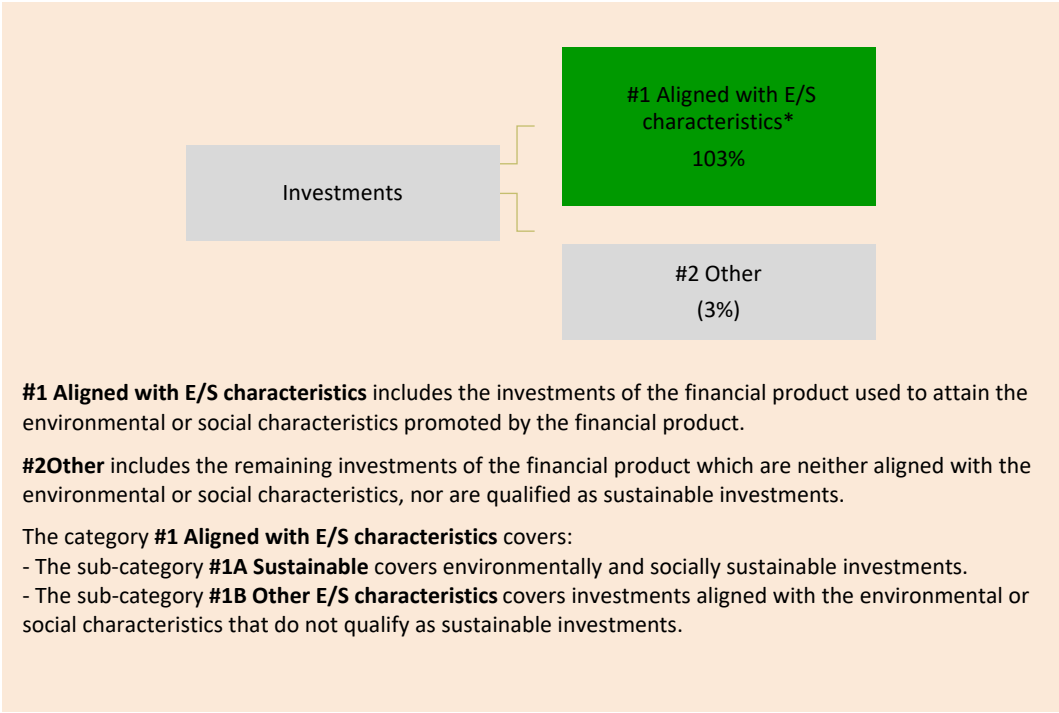 #1 Aligned with E/S
characteristics*
103%
Investments
#2 Other
(3%)
#1 Aligned with E/S characteristics includes the investments of the financial product used to attain the
environmental or social characteristics promoted by the financial product.
#2Other includes the remaining investments of the financial product which are neither aligned with the
environmental or social characteristics, nor are qualified as sustainable investments.
The category #1 Aligned with E/S characteristics covers:
- The sub-category #1A Sustainable covers environmentally and socially sustainable investments.
- The sub-category #1B Other E/S characteristics covers investments aligned with the environmental or
social characteristics that do not qualify as sustainable investments.